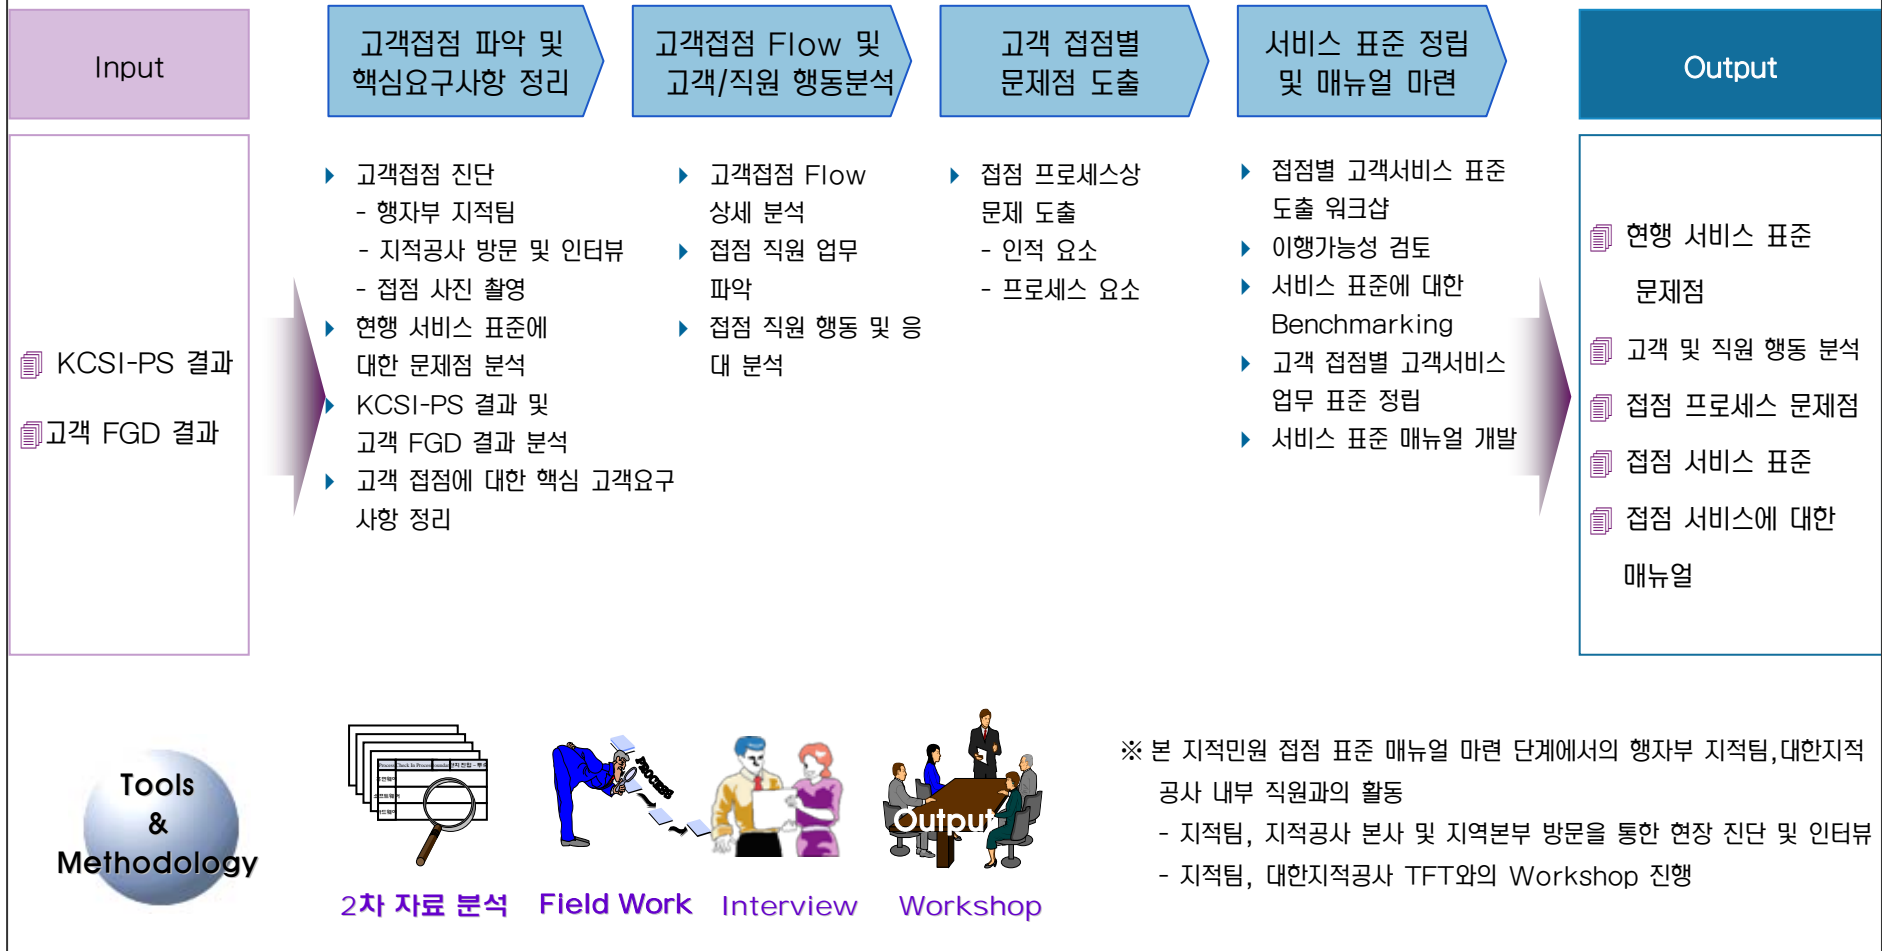 Input
고객접점 파악 및
핵심요구사항 정리
고객접점 Flow 및
고객/직원 행동분석
고객 접점별
문제점 도출
서비스 표준 정립
및 매뉴얼 마련
Output
KCSI-PS 결과
고객 FGD 결과
고객접점 진단
- 행자부 지적팀
- 지적공사 방문 및 인터뷰
- 접점 사진 촬영
현행 서비스 표준에
대한 문제점 분석
KCSI-PS 결과 및
고객 FGD 결과 분석
고객 접점에 대한 핵심 고객요구
사항 정리
고객접점 Flow
상세 분석
접점 직원 업무
파악
접점 직원 행동 및 응
대 분석
접점 프로세스상
문제 도출
- 인적 요소
- 프로세스 요소
접점별 고객서비스 표준
도출 워크샵
이행가능성 검토
서비스 표준에 대한
Benchmarking
고객 접점별 고객서비스
업무 표준 정립
서비스 표준 매뉴얼 개발
현행 서비스 표준
문제점
고객 및 직원 행동 분석
접점 프로세스 문제점
접점 서비스 표준
접점 서비스에 대한
매뉴얼
Tools
&
Methodology
Process Check In Process
PROCESS
Output
2차 자료 분석
Field Work
Interview
Workshop
※ 본 지적민원 접점 표준 매뉴얼 마련 단계에서의 행자부 지적팀,대한지적
공사 내부 직원과의 활동
- 지적팀, 지적공사 본사 및 지역본부 방문을 통한 현장 진단 및 인터뷰
- 지적팀, 대한지적공사 TFT와의 Workshop 진행